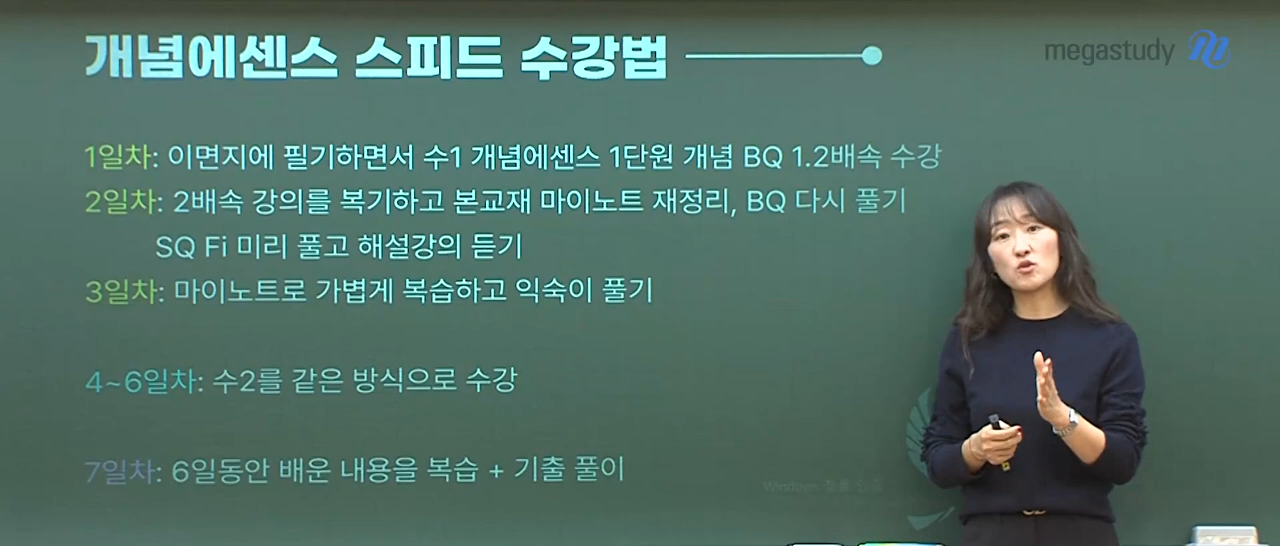 개념에센스 스피드 수강법
megastudy
1일차: 이면지에 필기하면서 수1 개념에센스 1단원 개념 BQ 1.2배속 수강
2일차: 2배속 강의를 복기하고 본교재 마이노트 재정리, BQ 다시 풀기
SQ Fi 미리 풀고 해설강의 듣기
3일차: 마이노트로 가볍게 복습하고 익숙이 풀기
4~6일차: 수2를 같은 방식으로 수강
7일차: 6일동안 배운 내용을 복습 + 기출 풀이
Windows 정품 인증